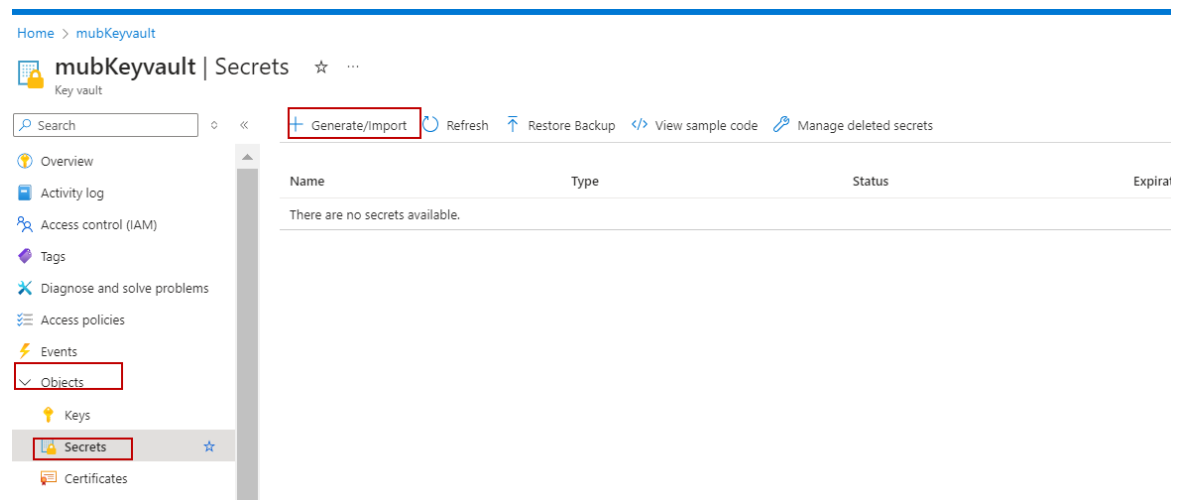 Home > mubKeyvault
mubKeyvault | Secrets
Key vault
Search
Generate/Import Refresh Restore Backup View sample code Manage deleted secrets
Overview
Activity log
Access control (IAM)
Tags
Diagnose and solve problems
Access policies
Events
Objects
Keys
Secrets
Certificates
Name Type Status Expirat
There are no secrets available.